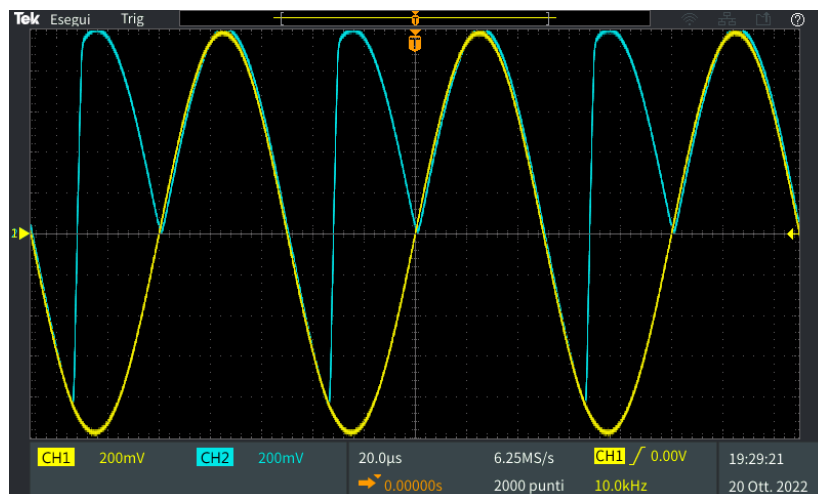 Tek Esegui Trig
T
T
1
CH1 200mV CH2 200mV 20.0µs 6.25MS/s CH1 0.00V 19:29:21
0.00000s 2000 punti 10.0kHz 20 Ott. 2022